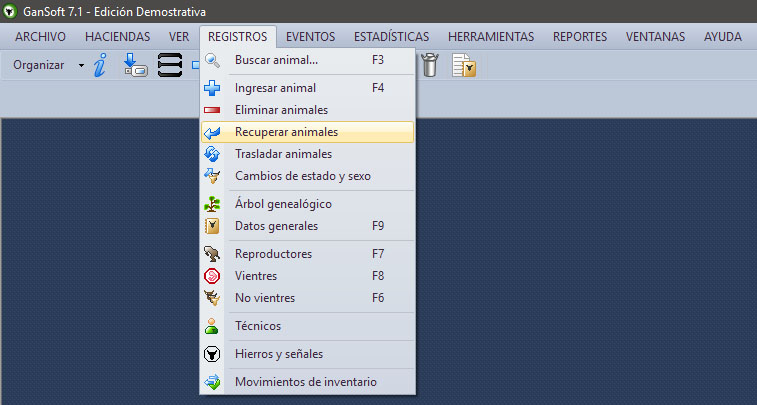 GanSoft 7.1 - Edición Demostrativa
ARCHIVO HACIENDAS VER REGISTROS EVENTOS ESTADÍSTICAS HERRAMIENTAS REPORTES VENTANAS AYUDA
Organizar
Buscar animal... F3
Ingresar animal F4
Eliminar animales
Recuperar animales
Trasladar animales
Cambios de estado y sexo
Árbol genealógico
Datos generales F9
Reproductores F7
Vientres F8
No vientres F6
Técnicos
Hierros y señales
Movimientos de inventario